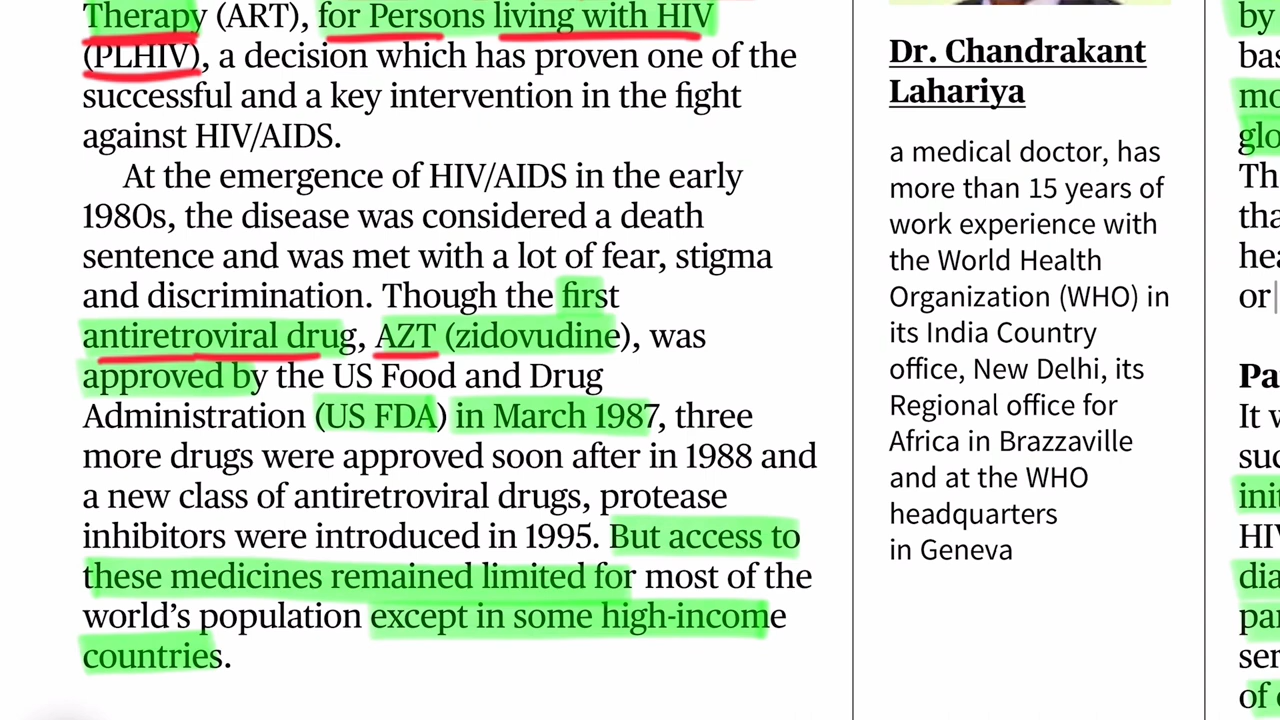 Therapy (ART), for Persons living with HIV
(PLHIV), a decision which has proven one of the
successful and a key intervention in the fight
against HIV/AIDS.
At the emergence of HIV/AIDS in the early
1980s, the disease was considered a death
sentence and was met with a lot of fear, stigma
and discrimination. Though the first
antiretroviral drug, AZT (zidovudine), was
approved by the US Food and Drug
Administration (US FDA) in March 1987, three
more drugs were approved soon after in 1988 and
a new class of antiretroviral drugs, protease
inhibitors were introduced in 1995. But access to
these medicines remained limited for most of the
world’s population except in some high-income
countries.
Dr. Chandrakant
Lahariya
a medical doctor, has
more than 15 years of
work experience with
the World Health
Organization (WHO) in
its India Country
office, New Delhi, its
Regional office for
Africa in Brazzaville
and at the WHO
headquarters
in Geneva
by
or
It
of